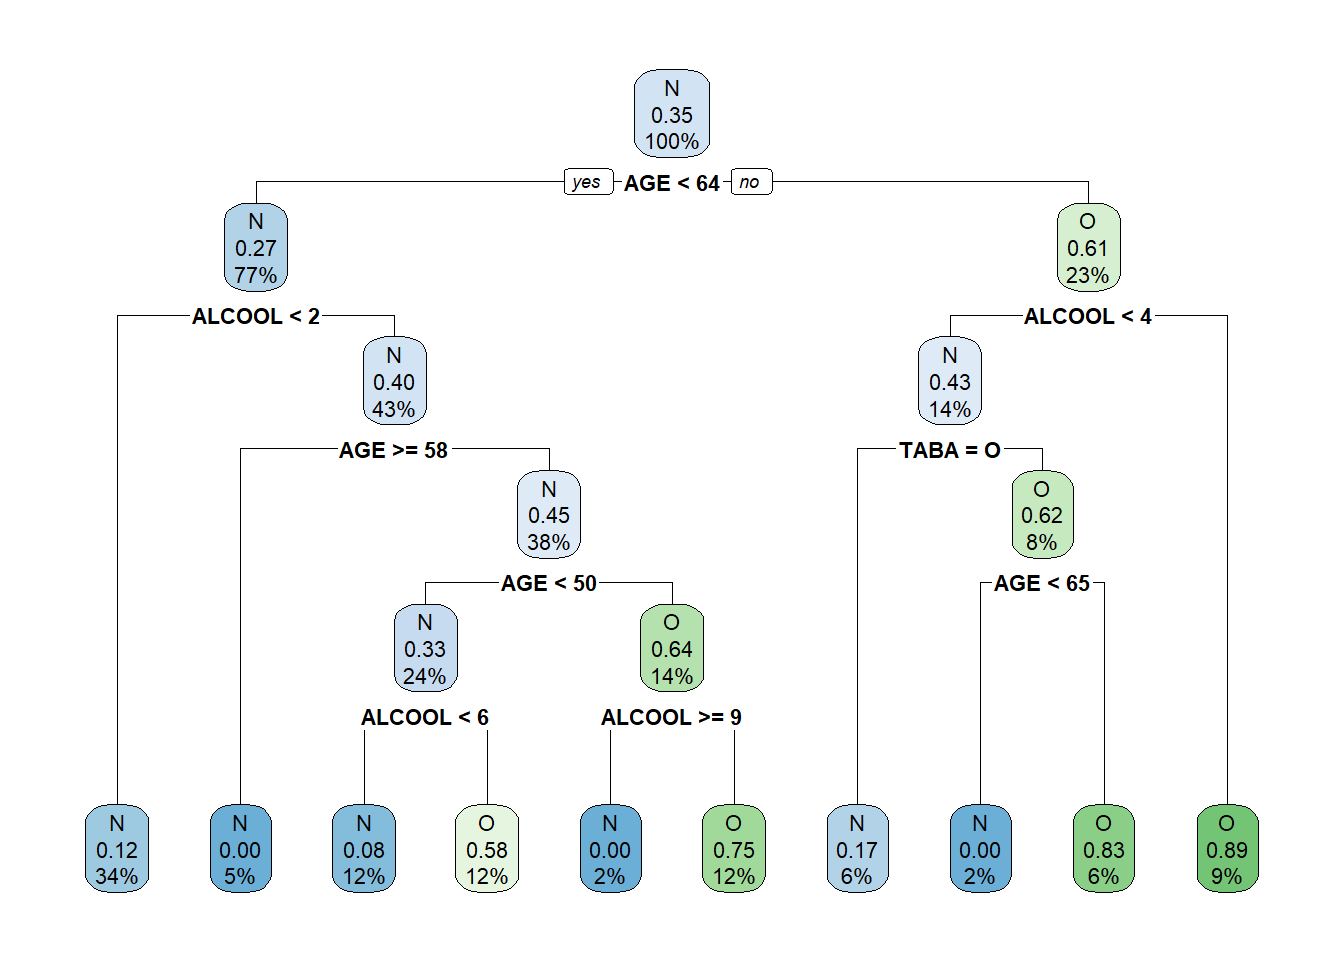 N
0.35
100%
yes AGE < 64 no
N
0.27
77%
O
0.61
23%
ALCOOL < 2
ALCOOL < 4
N
0.40
43%
N
0.43
14%
AGE >= 58
TABA = O
N
0.45
38%
O
0.62
8%
AGE < 50
AGE < 65
N
0.33
24%
O
0.64
14%
ALCOOL < 6
ALCOOL >= 9
N
0.12
34%
N
0.00
5%
N
0.08
12%
O
0.58
12%
N
0.00
2%
O
0.75
12%
N
0.17
6%
N
0.00
2%
O
0.83
6%
O
0.89
9%